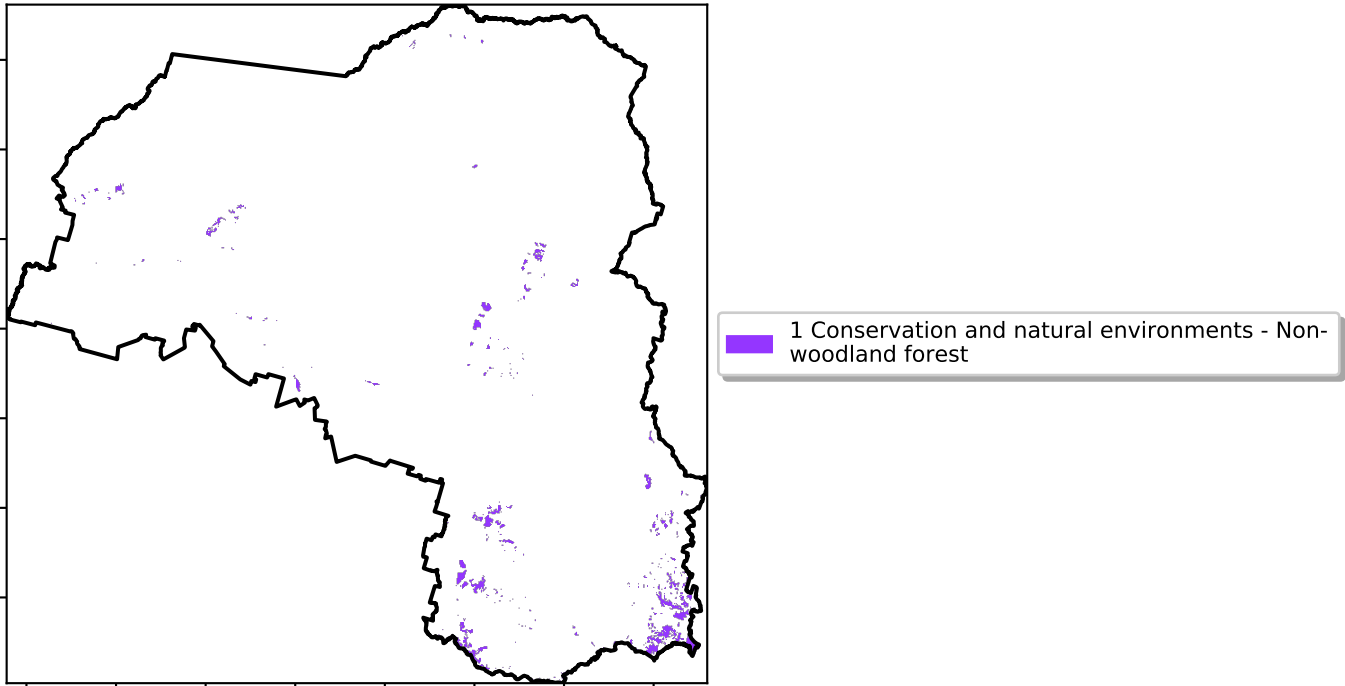 1 Conservation and natural environments - Non-
woodland forest